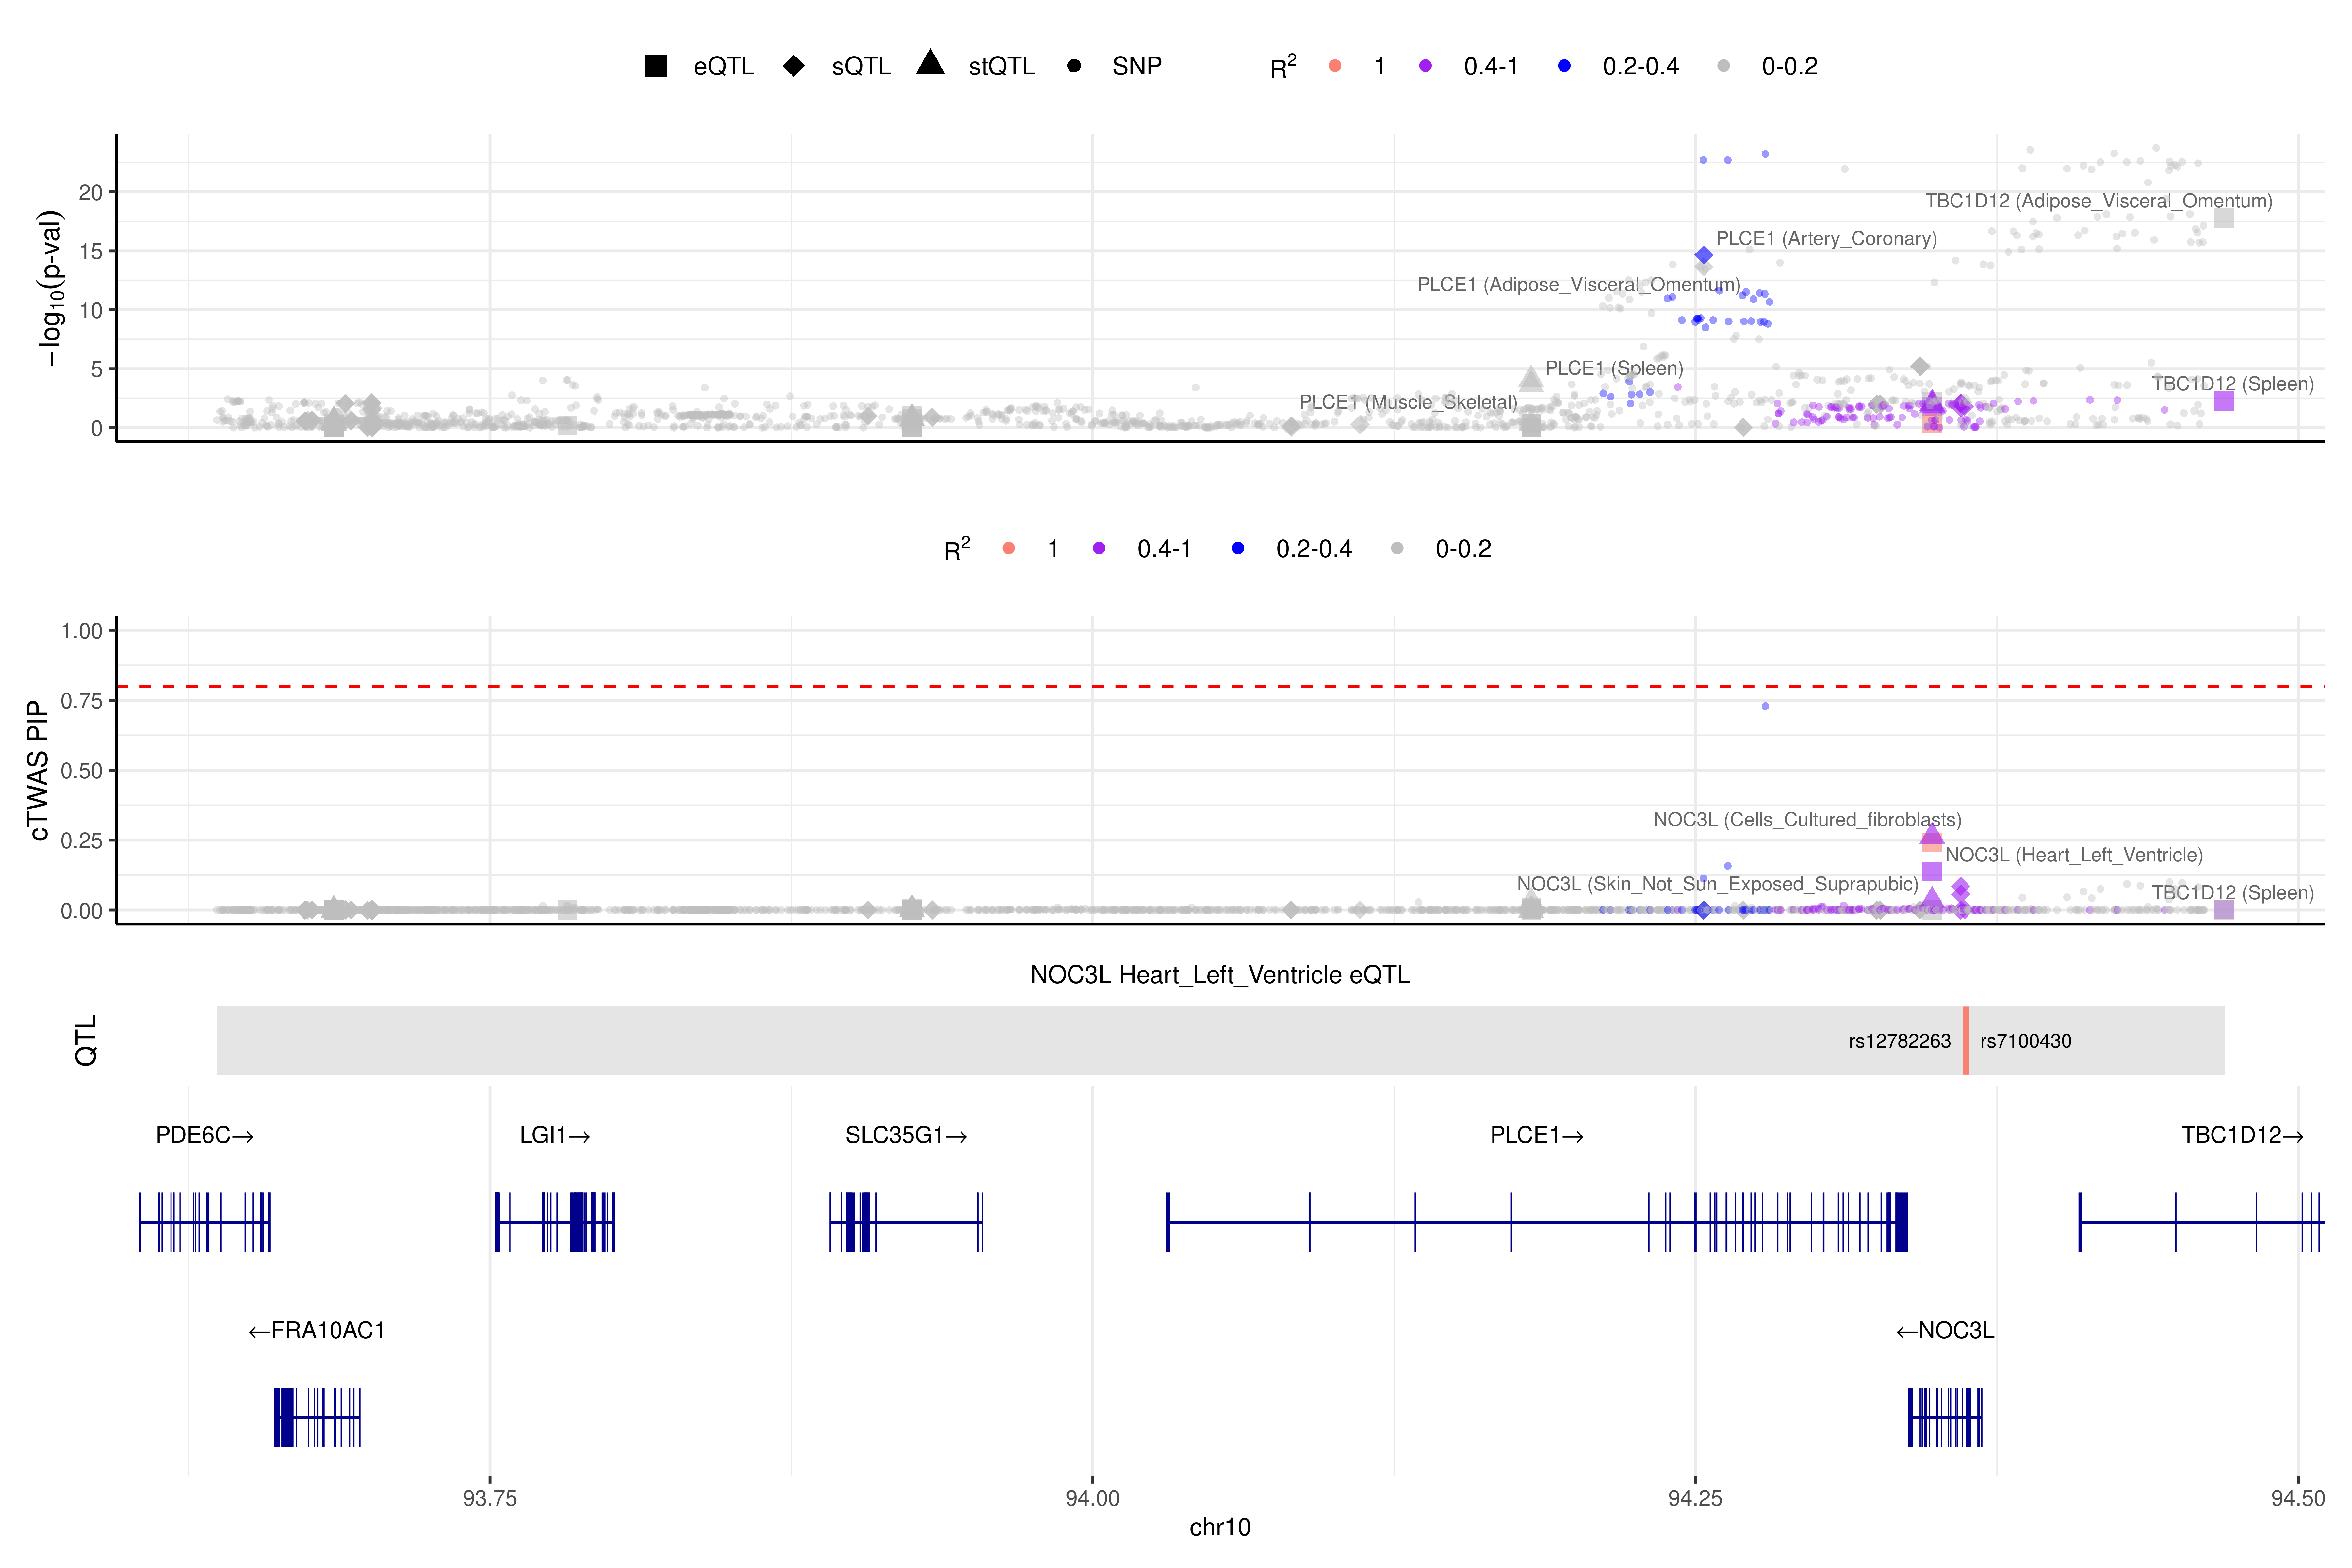 eQTL sQTL stQTL SNP R2 1 0.4-1 0.2-0.4 0-0.2
−log10(p-val)
20
15
10
5
0
TBC1D12 (Adipose_Visceral_Omentum)
PLCE1 (Artery_Coronary)
PLCE1 (Adipose_Visceral_Omentum)
PLCE1 (Spleen)
TBC1D12 (Spleen)
PLCE1 (Muscle_Skeletal)
R2 1 0.4-1 0.2-0.4 0-0.2
cTWAS PIP
1.00
0.75
0.50
0.25
0.00
NOC3L (Cells_Cultured_fibroblasts)
NOC3L (Heart_Left_Ventricle)
NOC3L (Skin_Not_Sun_Exposed_Suprapubic)
TBC1D12 (Spleen)
NOC3L Heart_Left_Ventricle eQTL
QTL
rs12782263 rs7100430
PDE6C→ LGI1→ SLC35G1→ PLCE1→ TBC1D12→
←FRA10AC1 ←NOC3L
93.75 94.00 94.25 94.50
chr10